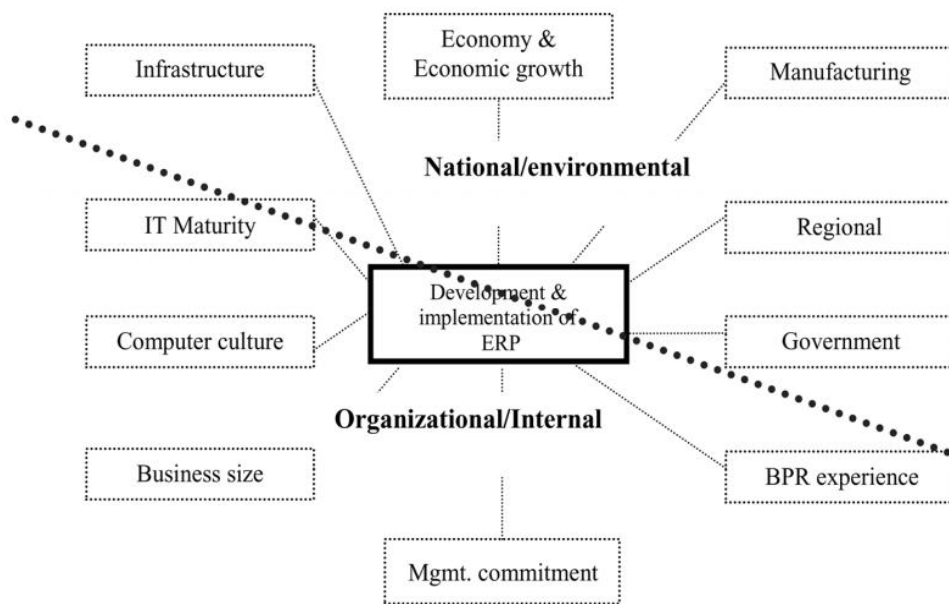 Economy &
Economic growth
Infrastructure
Manufacturing
National/environmental
IT Maturity
Regional
Development &
implementation of
ERP
Computer culture
Government
Organizational/Internal
Business size
BPR experience
Mgmt. commitment